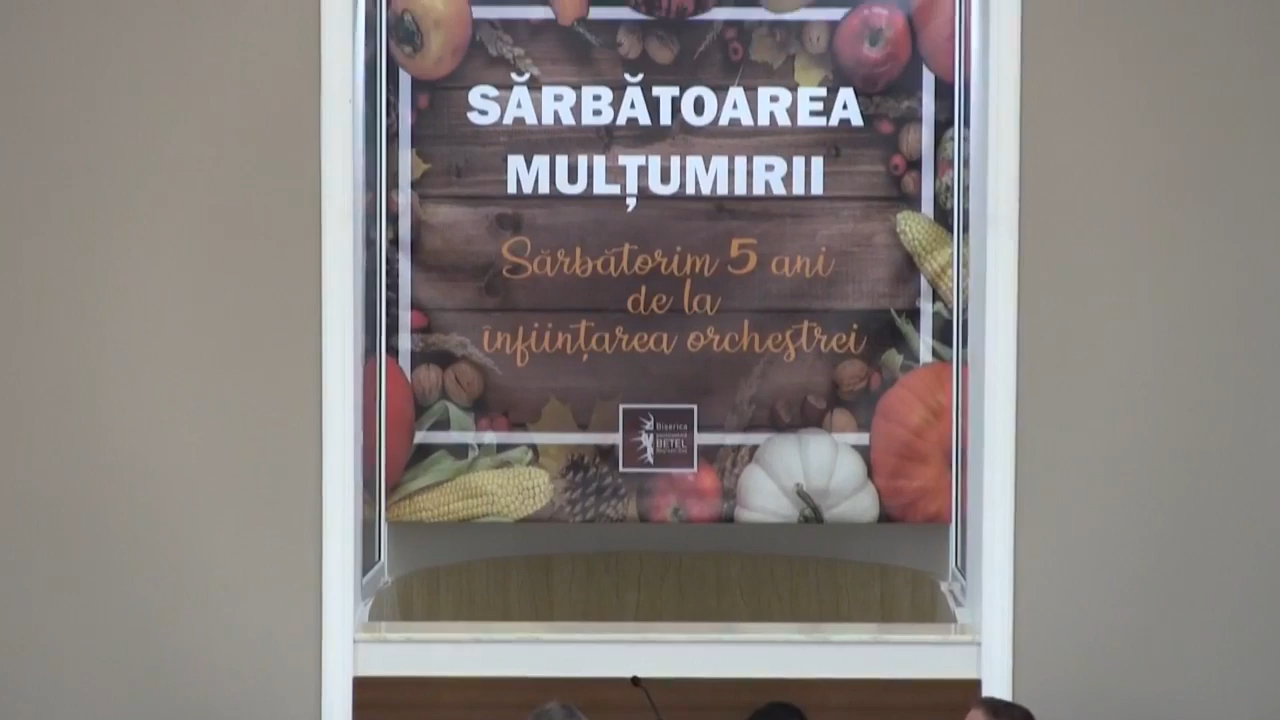 SĂRBĂTOAREA
MULȚUMIRII
Sărbătorim 5 ani
de la
înființarea orchestrei
Biserica
BETEL